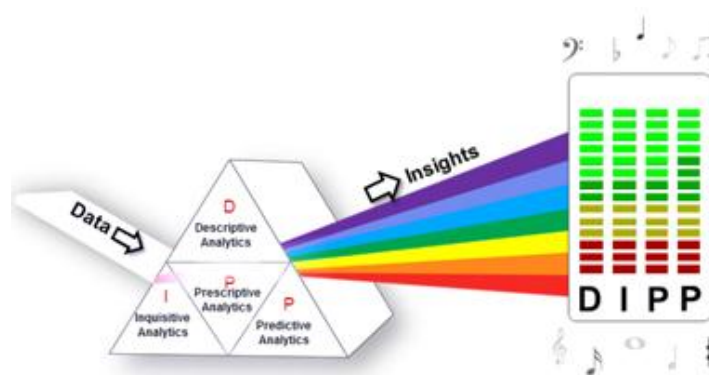 Data
D
Descriptive
Analytics
I
Inquisitive
Analytics
P
Prescriptive
Analytics
P
Predictive
Analytics
Insights
D I P P